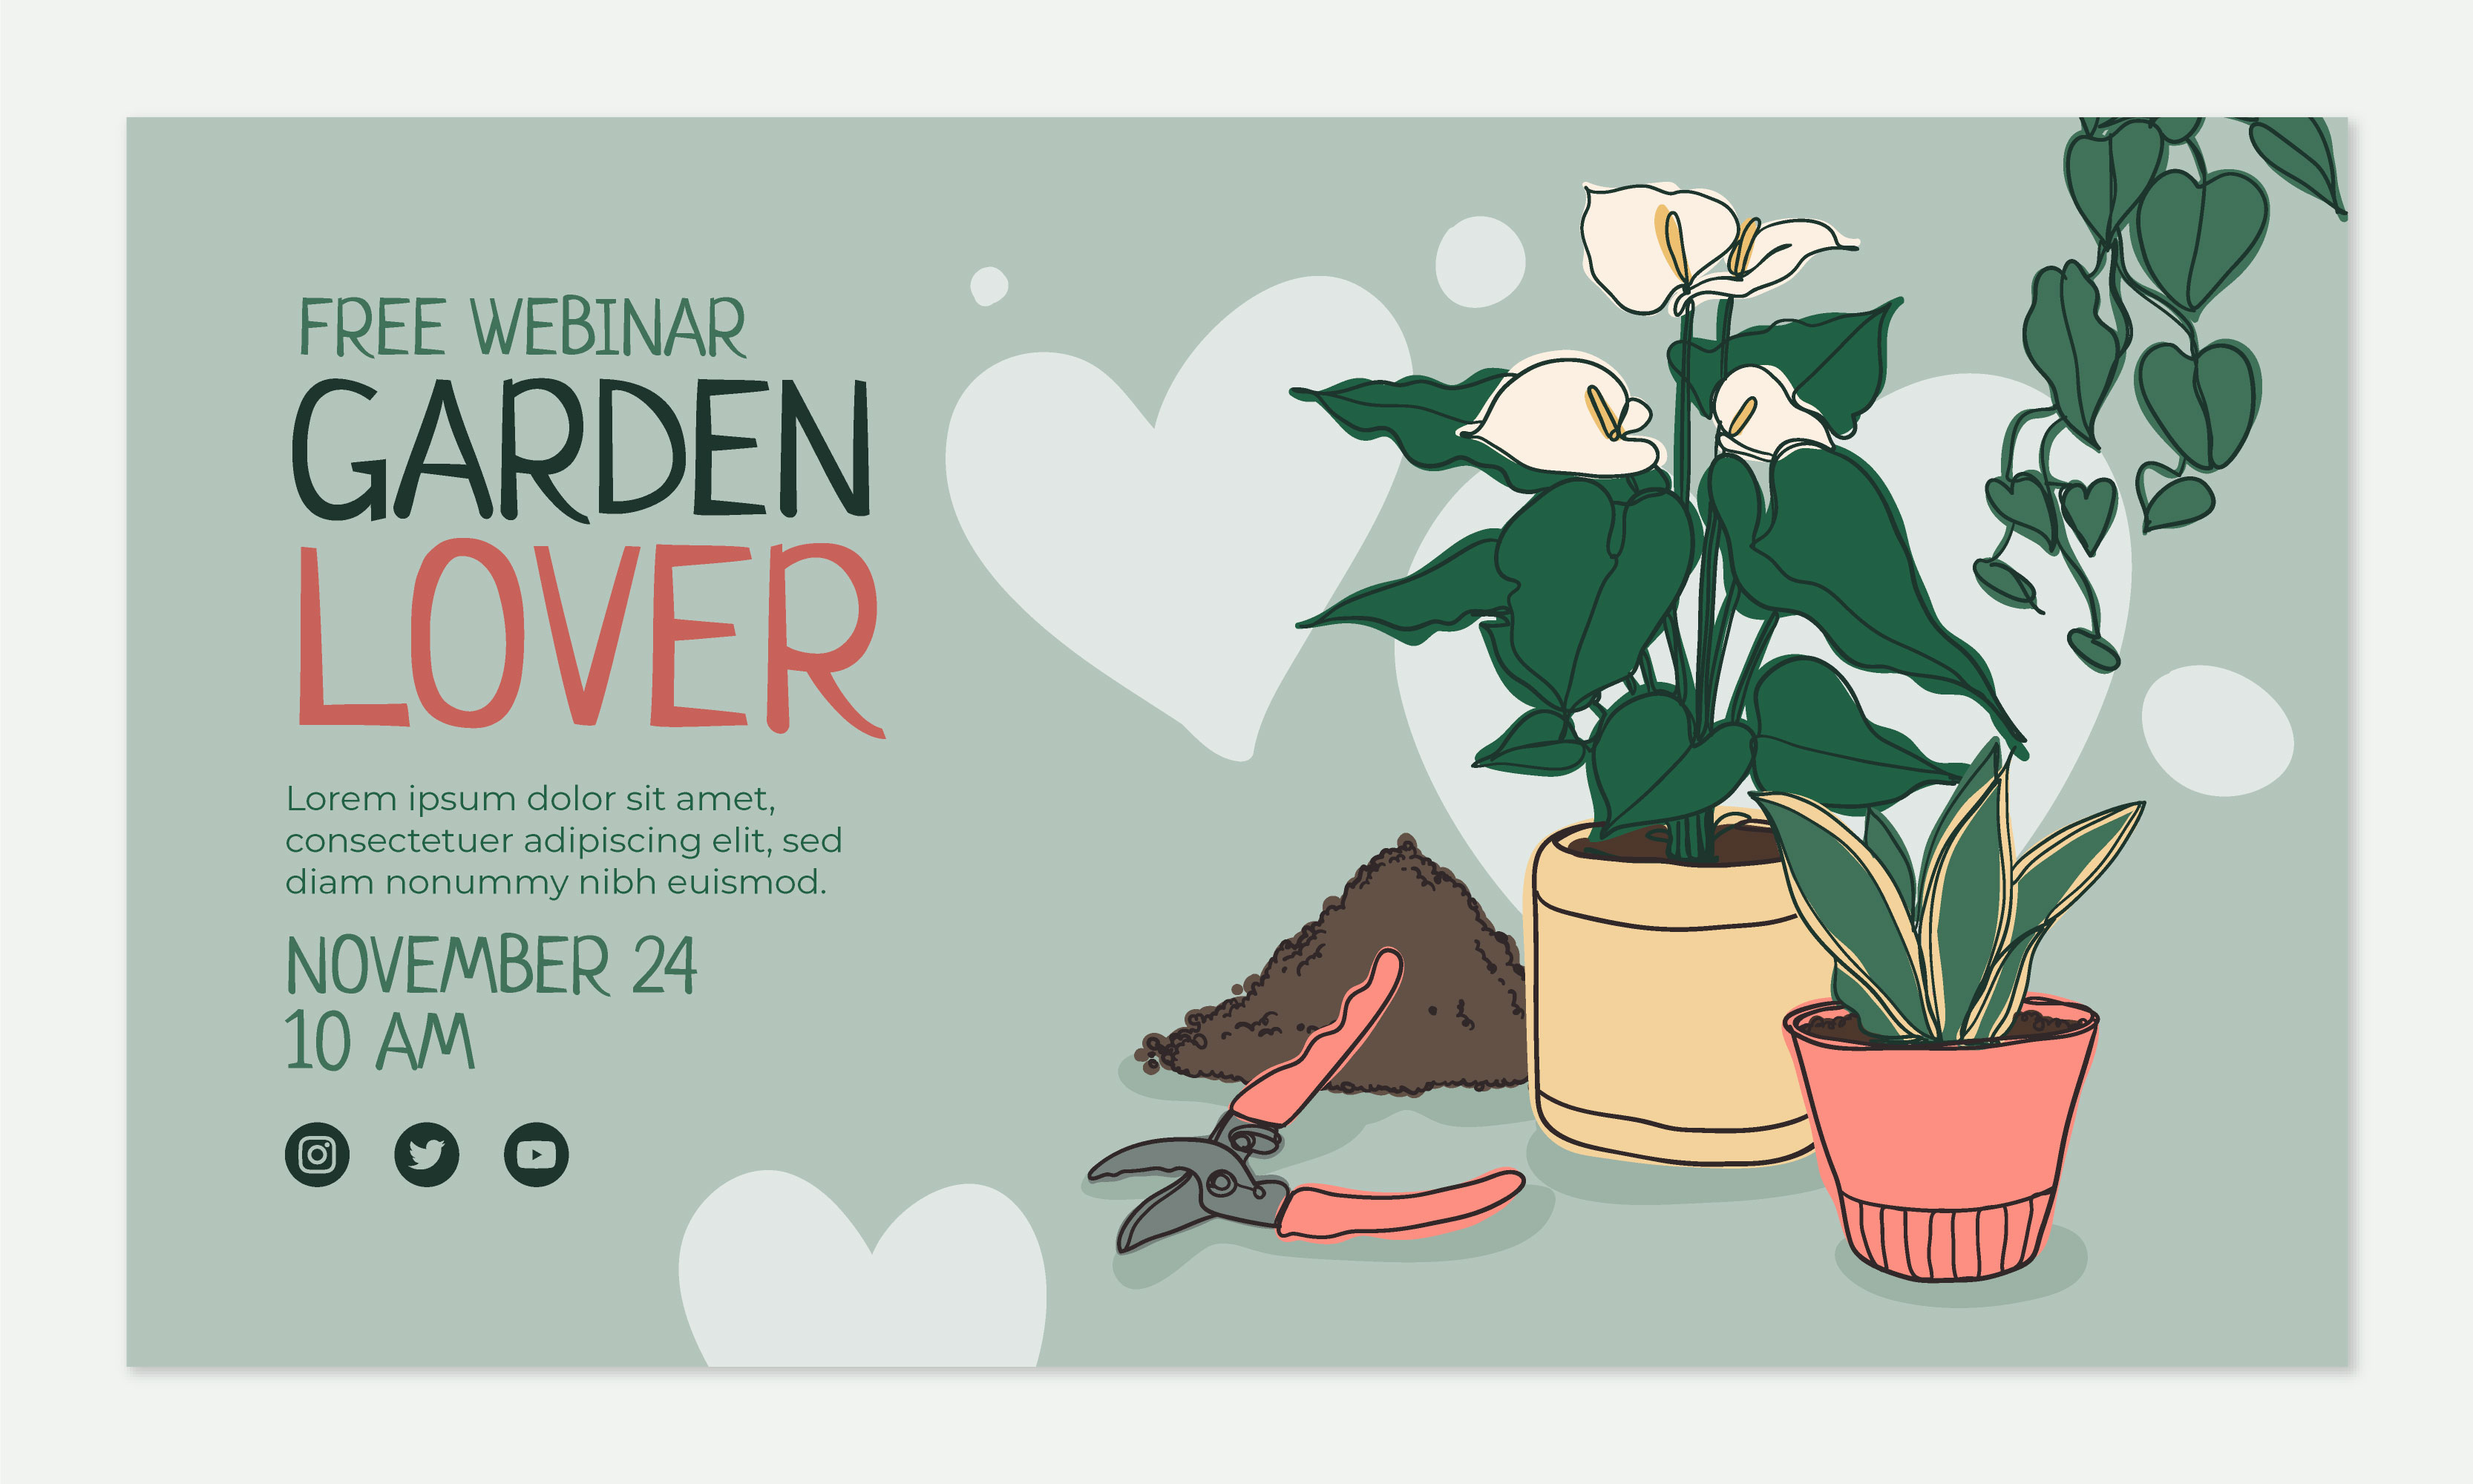 FREE WEBINAR
GARDEN
LOVER
Lorem ipsum dolor sit amet,
consectetuer adipiscing elit, sed
diam nonummy nibh euismod.
NOVEMBER 24
10 AM